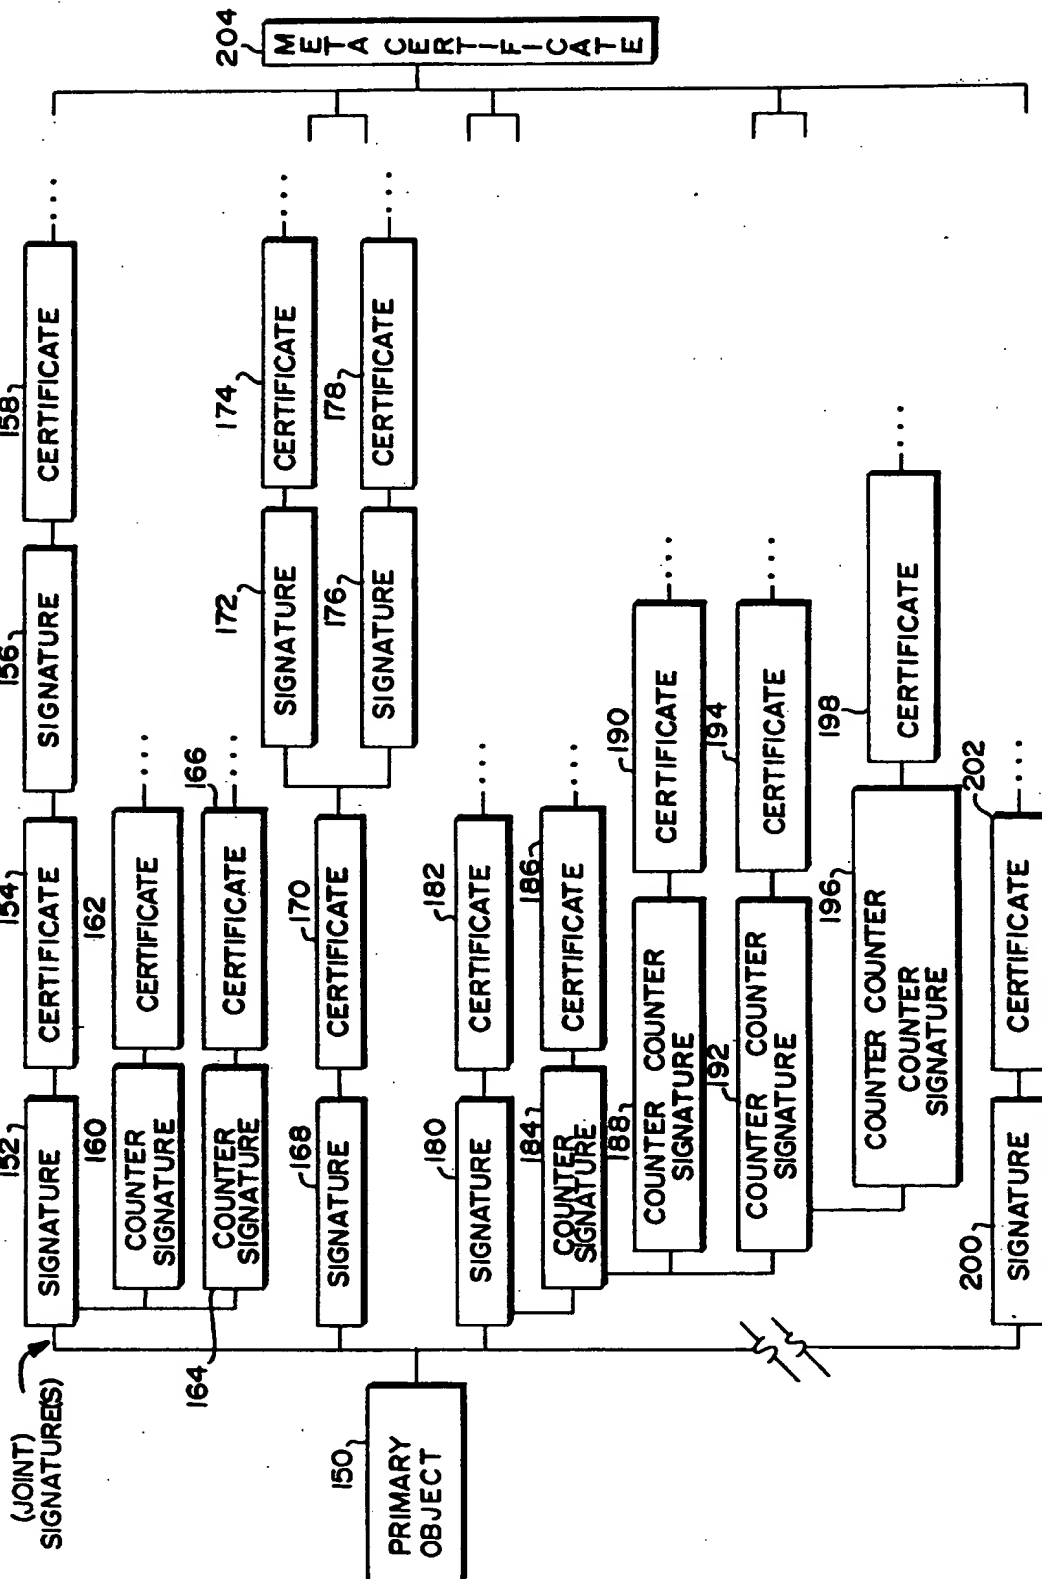 (JOINT)
SIGNATURE(S)
PRIMARY
OBJECT
150
152
SIGNATURE
154
CERTIFICATE
156
SIGNATURE
158
CERTIFICATE
....
160
COUNTER
SIGNATURE
162
CERTIFICATE
....
164
COUNTER
SIGNATURE
166
CERTIFICATE
....
168
SIGNATURE
170
CERTIFICATE
172
SIGNATURE
174
CERTIFICATE
....
176
SIGNATURE
178
CERTIFICATE
....
180
SIGNATURE
182
CERTIFICATE
....
184
COUNTER
SIGNATURE
186
CERTIFICATE
....
188
COUNTER COUNTER
SIGNATURE
190
CERTIFICATE
....
192
COUNTER COUNTER
SIGNATURE
194
CERTIFICATE
....
196
COUNTER COUNTER
COUNTER
SIGNATURE
198
CERTIFICATE
....
200
SIGNATURE
202
CERTIFICATE
....
204
META CERTIFICATE